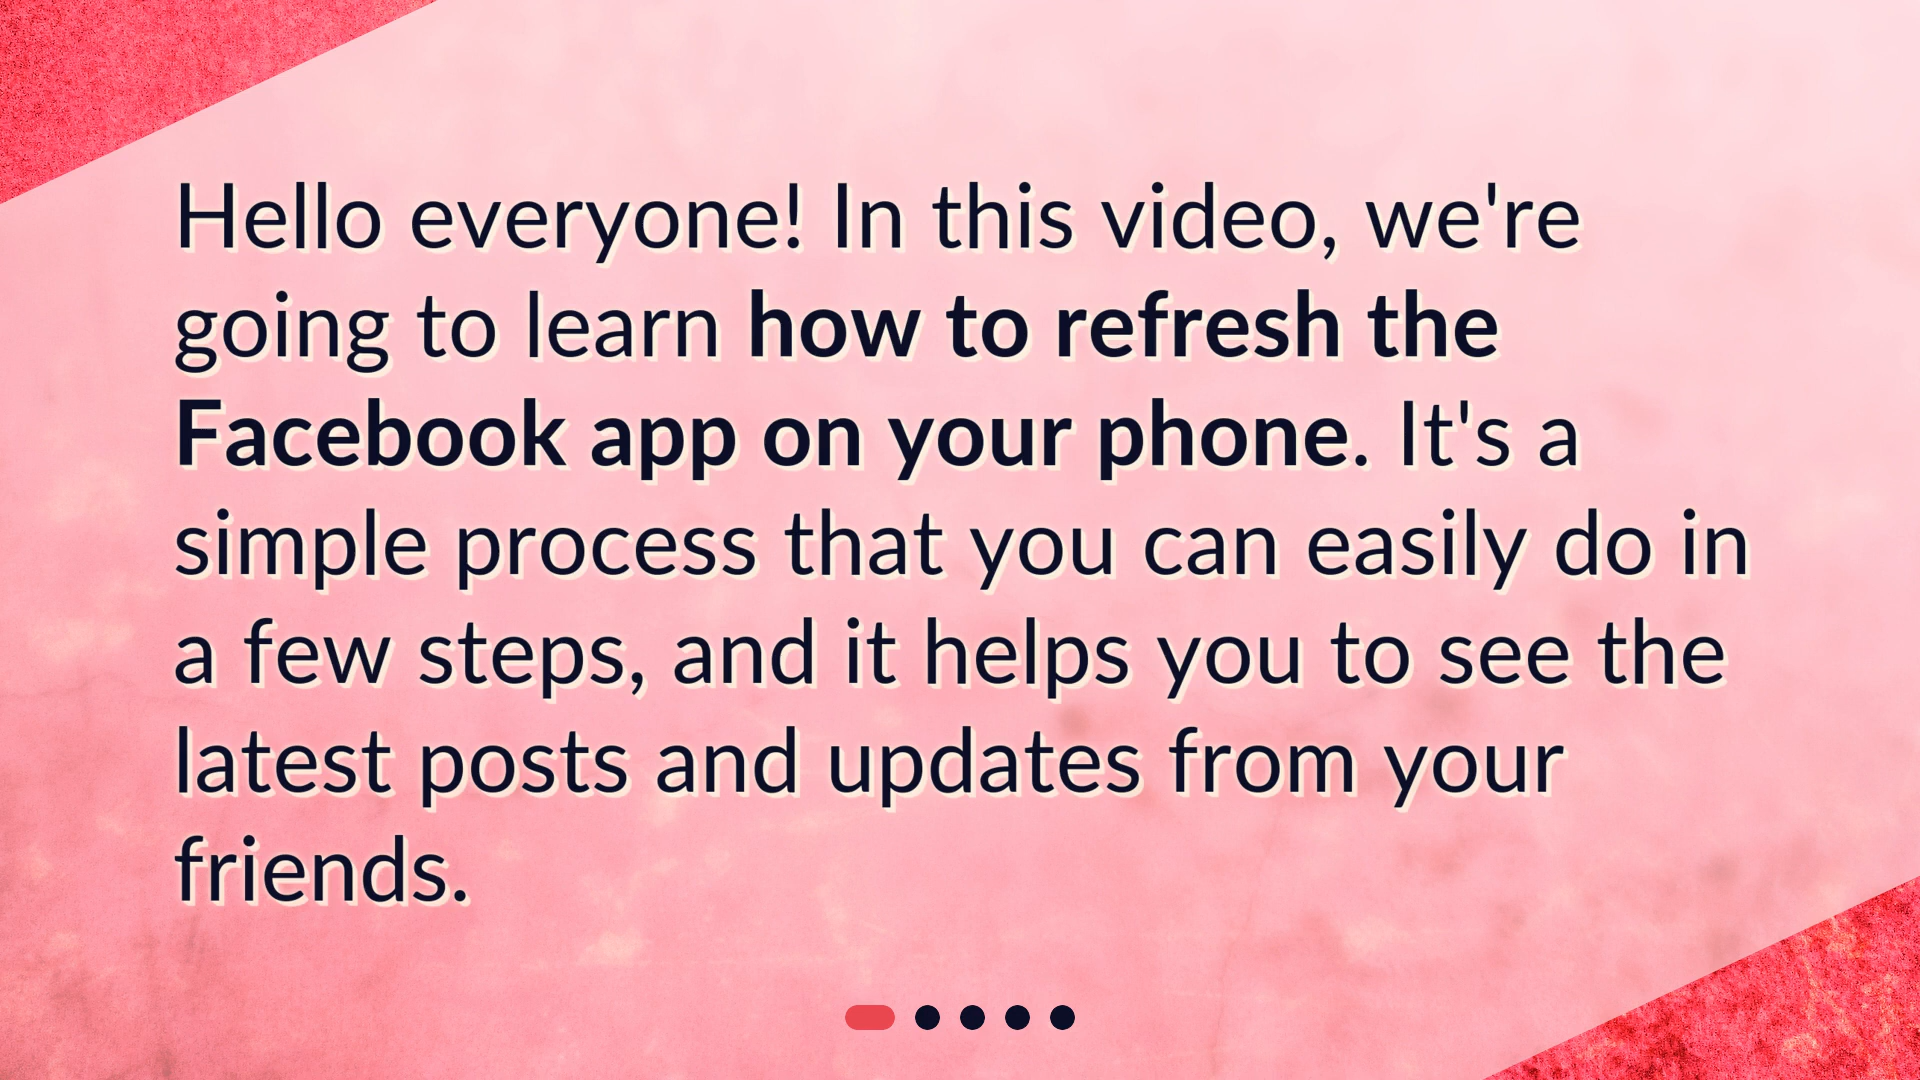 Hello everyone! In this video, we're
going to learn how to refresh the
Facebook app on your phone. It's a
simple process that you can easily do in
a few steps, and it helps you to see the
latest posts and updates from your
friends.